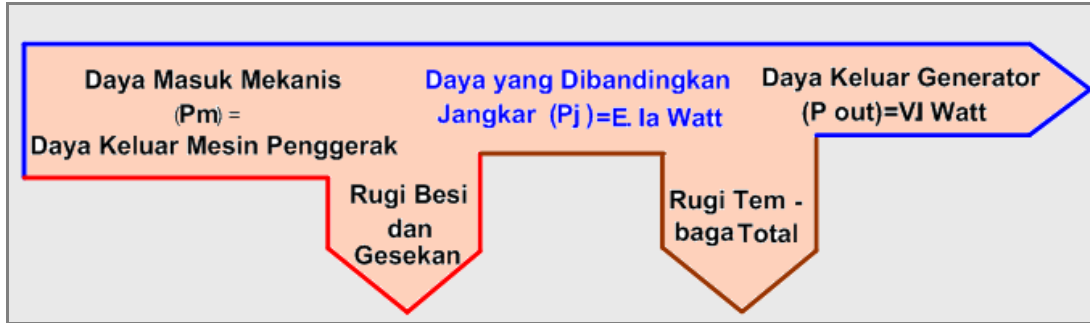 Daya Masuk Mekanis
(Pm) =
Daya Keluar Mesin Penggerak
Daya yang Dibandingkan
Jangkar (Pj )=E. Ia Watt
Daya Keluar Generator
(P out)=V.I Watt
Rugi Besi
dan
Gesekan
Rugi Tem -
baga Total